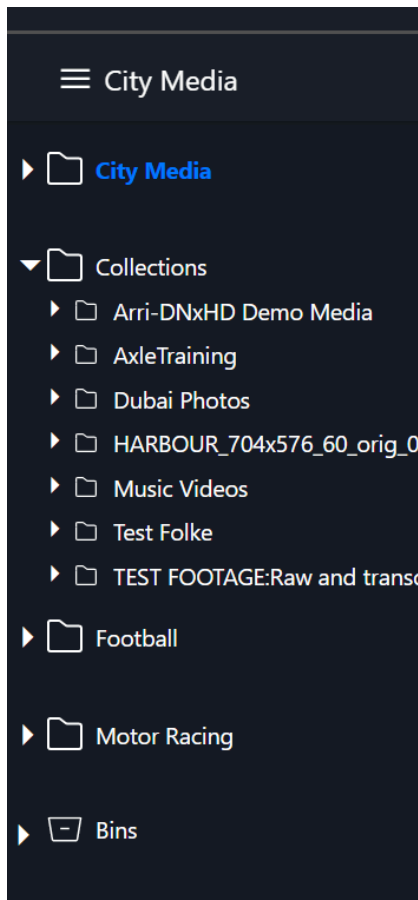 City Media
City Media
Collections
Arri-DNxHD Demo Media
AxleTraining
Dubai Photos
HARBOUR_704x576_60_orig_0
Music Videos
Test Folke
TEST FOOTAGE:Raw and transc
Football
Motor Racing
Bins